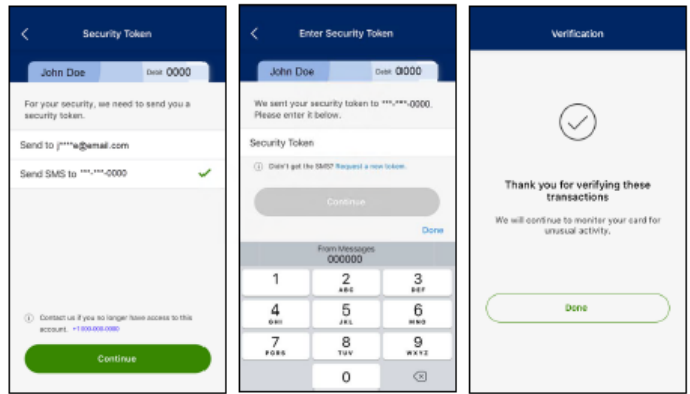 Security Token
John Doe
Debit 0000
For your security, we need to send you a
security token.
Send to j****e@email.com
Send SMS to ***-***-0000
Contact us if you no longer have access to this
account. +1 000-000-0000
Continue
Enter Security Token
John Doe
Debit 0000
We sent your security token to ***-***-0000.
Please enter it below.
Security Token
Didn't get the SMS? Request a new token.
Continue
Done
From Messages
000000
1
2
ABC
3
DEF
4
GHI
5
JKL
6
MNO
7
PQRS
8
TUV
9
WXYZ
0
Verification
Thank you for verifying these
transactions
We will continue to monitor your card for
unusual activity.
Done